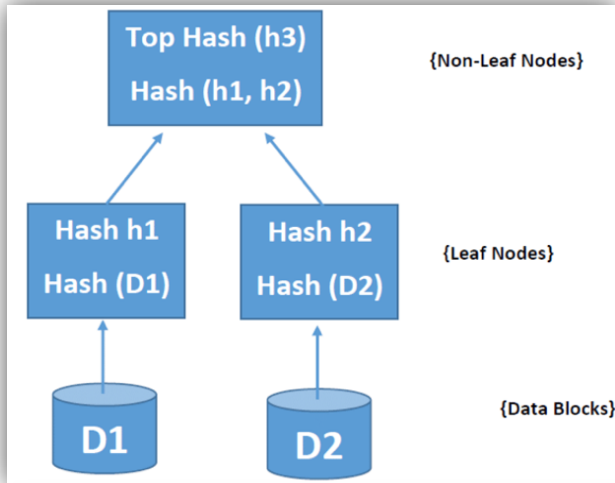 Top Hash (h3)
Hash (h1, h2)
{Non-Leaf Nodes}
Hash h1
Hash (D1)
Hash h2
Hash (D2)
{Leaf Nodes}
D1
D2
{Data Blocks}